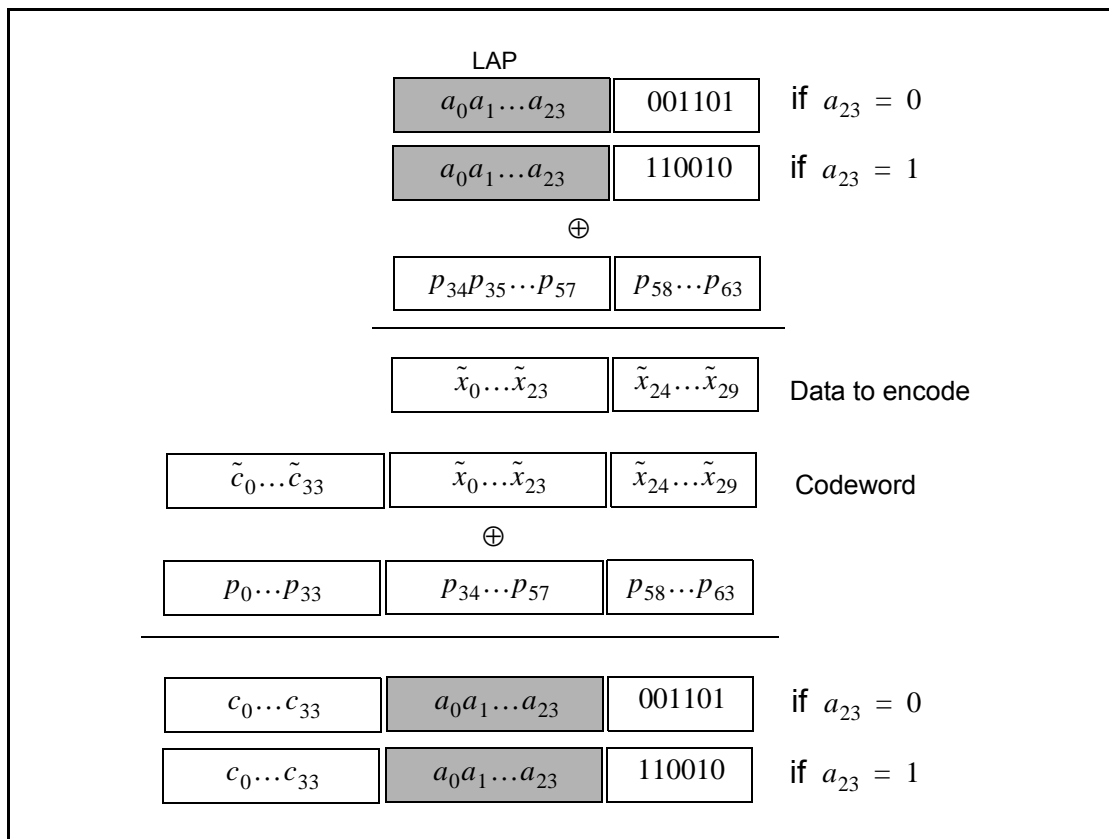 LAP
a₀a₁…a₂₃ 001101 if a₂₃ = 0
a₀a₁…a₂₃ 110010 if a₂₃ = 1
⊕
p₃₄p₃₅…p₅₇ p₅₈…p₆₃
x̃₀…x̃₂₃ x̃₂₄…x̃₂₉ Data to encode
c̃₀…c̃₃₃ x̃₀…x̃₂₃ x̃₂₄…x̃₂₉ Codeword
⊕
p₀…p₃₃ p₃₄…p₅₇ p₅₈…p₆₃
c₀…c₃₃ a₀a₁…a₂₃ 001101 if a₂₃ = 0
c₀…c₃₃ a₀a₁…a₂₃ 110010 if a₂₃ = 1